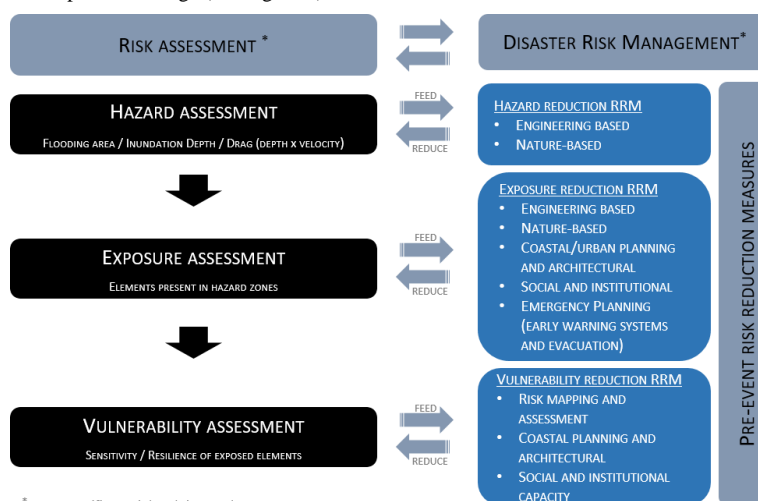 RISK ASSESSMENT *
DISASTER RISK MANAGEMENT*
HAZARD ASSESSMENT
FLOODING AREA / INUNDATION DEPTH / DRAG (DEPTH X VELOCITY)
FEED
REDUCE
HAZARD REDUCTION RRM
• ENGINEERING BASED
• NATURE-BASED
EXPOSURE ASSESSMENT
ELEMENTS PRESENT IN HAZARD ZONES
FEED
REDUCE
EXPOSURE REDUCTION RRM
• ENGINEERING BASED
• NATURE-BASED
• COASTAL/URBAN PLANNING
AND ARCHITECTURAL
• SOCIAL AND INSTITUTIONAL
• EMERGENCY PLANNING
(EARLY WARNING SYSTEMS
AND EVACUATION)
VULNERABILITY ASSESSMENT
SENSITIVITY / RESILIENCE OF EXPOSED ELEMENTS
FEED
REDUCE
VULNERABILITY REDUCTION RRM
• RISK MAPPING AND
ASSESSMENT
• COASTAL PLANNING AND
ARCHITECTURAL
• SOCIAL AND INSTITUTIONAL
CAPACITY
PRE-EVENT RISK REDUCTION MEASURES
*